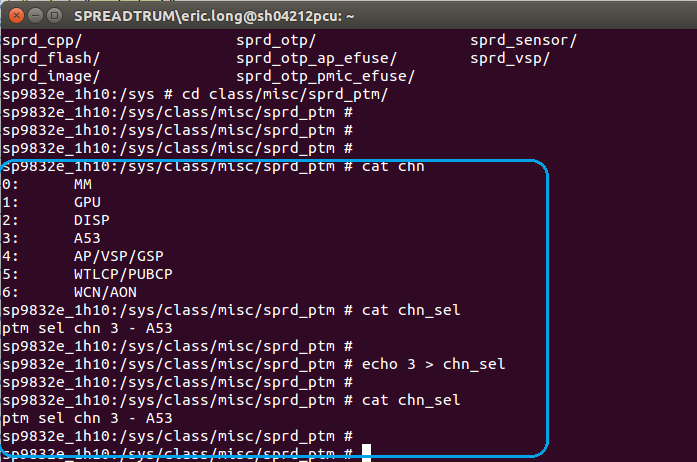 SPREADTRUM\eric.long@sh04212pcu: ~
sprd_cpp/ sprd_otp/ sprd_sensor/
sprd_flash/ sprd_otp_ap_efuse/ sprd_vsp/
sprd_image/ sprd_otp_pmic_efuse/
sp9832e_1h10:/sys # cd class/misc/sprd_ptm/
sp9832e_1h10:/sys/class/misc/sprd_ptm #
sp9832e_1h10:/sys/class/misc/sprd_ptm #
sp9832e_1h10:/sys/class/misc/sprd_ptm #
sp9832e_1h10:/sys/class/misc/sprd_ptm # cat chn
0: MM
1: GPU
2: DISP
3: A53
4: AP/VSP/GSP
5: WTLCP/PUBCP
6: WCN/AON
sp9832e_1h10:/sys/class/misc/sprd_ptm # cat chn_sel
ptm sel chn 3 - A53
sp9832e_1h10:/sys/class/misc/sprd_ptm #
sp9832e_1h10:/sys/class/misc/sprd_ptm # echo 3 > chn_sel
sp9832e_1h10:/sys/class/misc/sprd_ptm #
sp9832e_1h10:/sys/class/misc/sprd_ptm # cat chn_sel
ptm sel chn 3 - A53
sp9832e_1h10:/sys/class/misc/sprd_ptm #
sp9832e_1h10:/sys/class/misc/sprd_ptm #